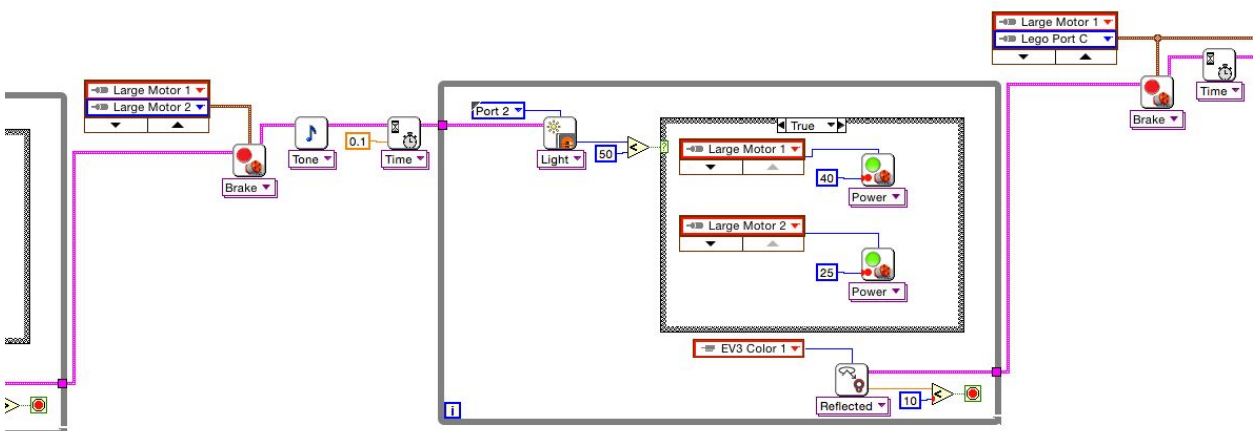 Large Motor 1
Large Motor 2
Brake
Tone
0.1
Time
Port 2
Light
50
<
?
True
Large Motor 1
40
Power
Large Motor 2
25
Power
EV3 Color 1
Reflected
10
<
i
Large Motor 1
Lego Port C
Brake
Time